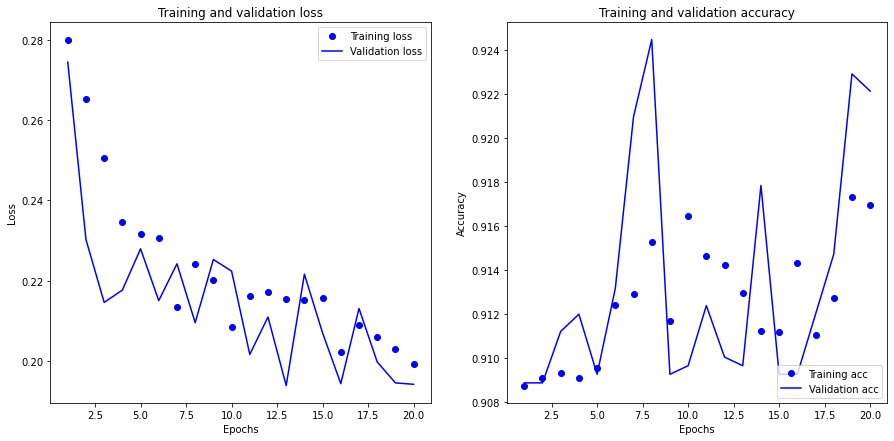 Training and validation loss
Training loss
Validation loss
0.28
0.26
0.24
0.22
0.20
Loss
2.5 5.0 7.5 10.0 12.5 15.0 17.5 20.0
Epochs
Training and validation accuracy
0.924
0.922
0.920
0.918
0.916
0.914
0.912
0.910
0.908
Accuracy
Training acc
Validation acc
2.5 5.0 7.5 10.0 12.5 15.0 17.5 20.0
Epochs